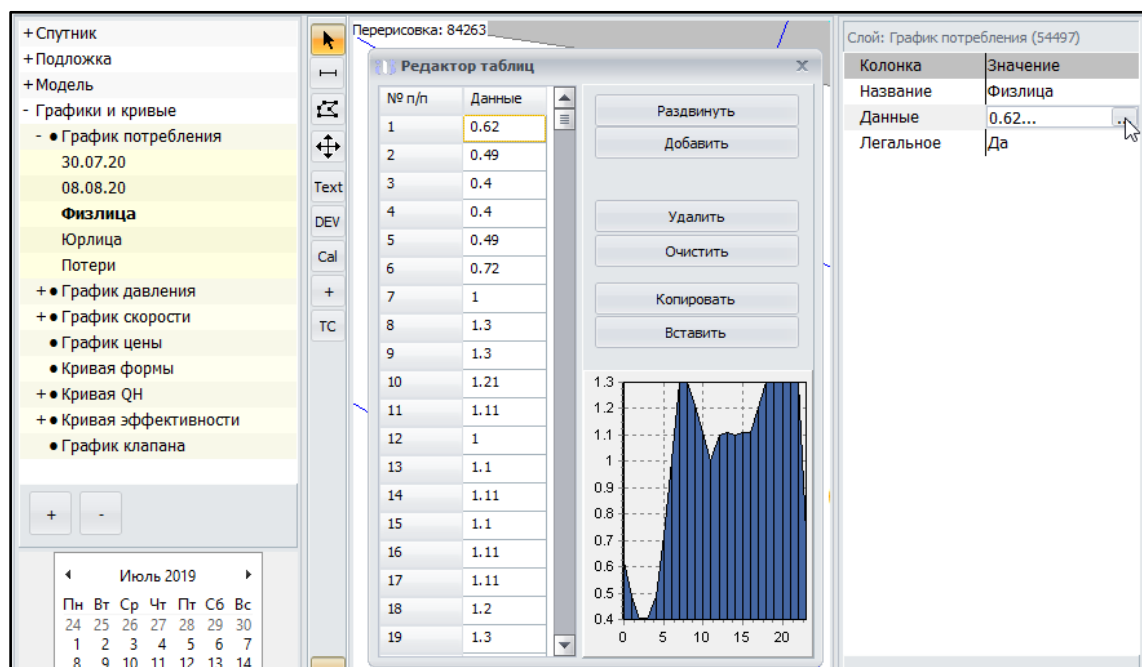 + Спутник
+ Подложка
+ Модель
- Графики и кривые
- ● График потребления
30.07.20
08.08.20
Физлица
Юрлица
Потери
+ ● График давления
+ ● График скорости
● График цены
● Кривая формы
+ ● Кривая QH
+ ● Кривая эффективности
● График клапана
+ -
Июль 2019
Пн Вт Ср Чт Пт Сб Вс
24 25 26 27 28 29 30
1 2 3 4 5 6 7
8 9 10 11 12 13 14
Text
DEV
Cal
+
TC
Перерисовка: 84263
Редактор таблиц x
№ п/п Данные
1 0.62
2 0.49
3 0.4
4 0.4
5 0.49
6 0.72
7 1
8 1.3
9 1.3
10 1.21
11 1.11
12 1
13 1.1
14 1.11
15 1.1
16 1.11
17 1.11
18 1.2
19 1.3
Раздвинуть
Добавить
Удалить
Очистить
Копировать
Вставить
1.3
1.2
1.1
1
0.9
0.8
0.7
0.6
0.5
0.4
0 5 10 15 20
Слой: График потребления (54497)
Колонка Значение
Название Физлица
Данные 0.62... ...
Легальное Да